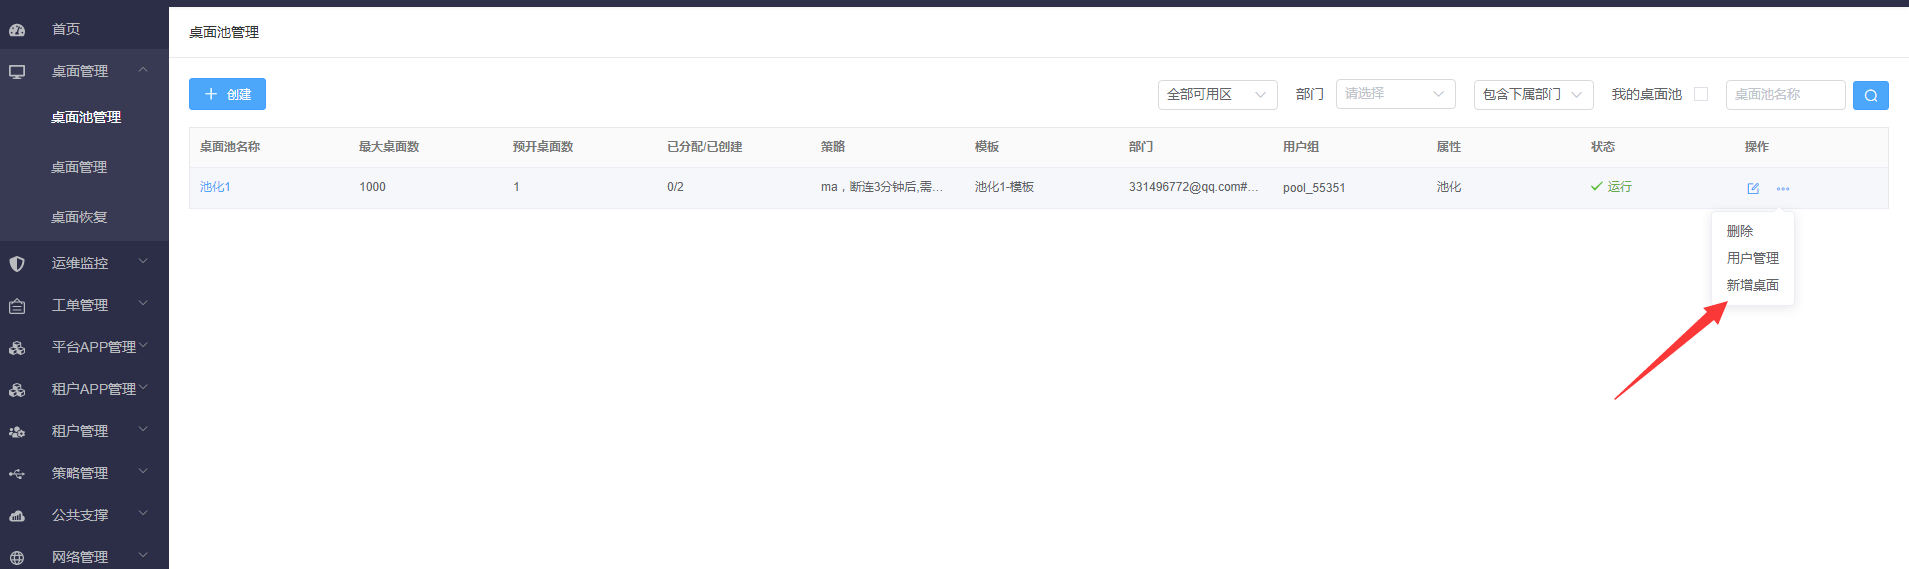 首页
桌面管理
桌面池管理
桌面管理
桌面恢复
运维监控
工单管理
平台APP管理
租户APP管理
租户管理
策略管理
公共支撑
网络管理
桌面池管理
创建
全部可用区
部门
请选择
包含下属部门
我的桌面池
桌面池名称
桌面池名称 最大桌面数 预开桌面数 已分配/已创建 策略 模板 部门 用户组 属性 状态 操作
池化1 1000 1 0/2 ma，断连3分钟后,需... 池化1-模板 331496772@qq.com#... pool_55351 池化 运行
删除
用户管理
新增桌面